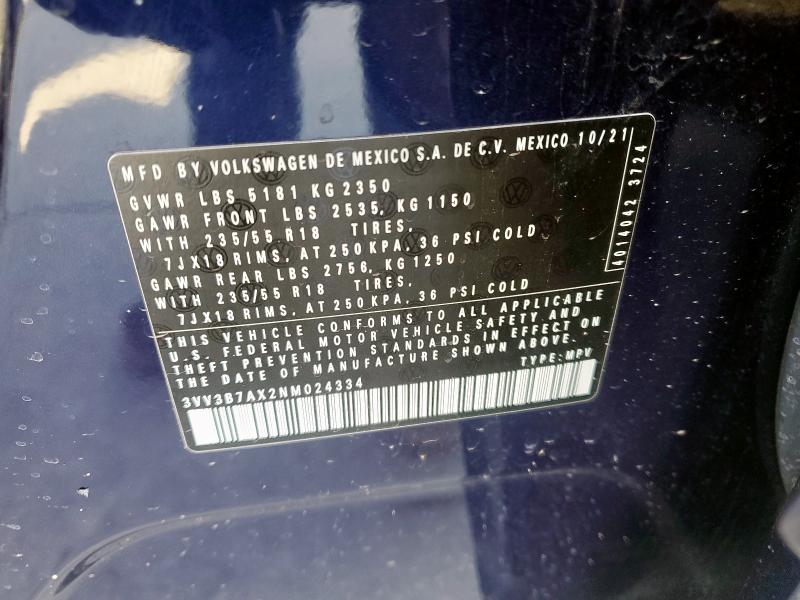 MFD BY VOLKSWAGEN DE MEXICO S.A. DE C.V. MEXICO 10/21
GVWR LBS 5181 KG 2350
GAWR FRONT LBS 2535, KG 1150
WITH 235/55 R18 TIRES,
7JX18 RIMS, AT 250 KPA, 36 PSI COLD
GAWR REAR LBS 2756, KG 1250
WITH 235/55 R18 TIRES,
7JX18 RIMS, AT 250 KPA, 36 PSI COLD
4014042 3724
THIS VEHICLE CONFORMS TO ALL APPLICABLE
U.S. FEDERAL MOTOR VEHICLE SAFETY AND
THEFT PREVENTION STANDARDS IN EFFECT ON
THE DATE OF MANUFACTURE SHOWN ABOVE.
TYPE: MPV
3VV3B7AX2NM024334